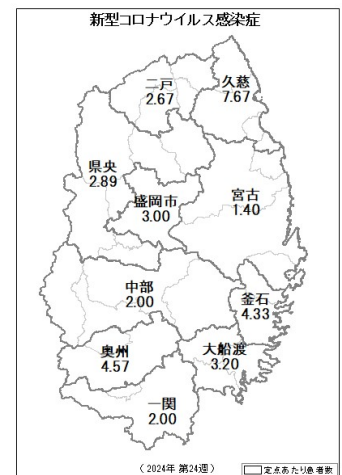 新型コロナウイルス感染症
二戸
2.67
久慈
7.67
県央
2.89
盛岡市
3.00
宮古
1.40
中部
2.00
釜石
4.33
奥州
4.57
大船渡
3.20
一関
2.00
（2024年 第24週）
定点あたり患者数